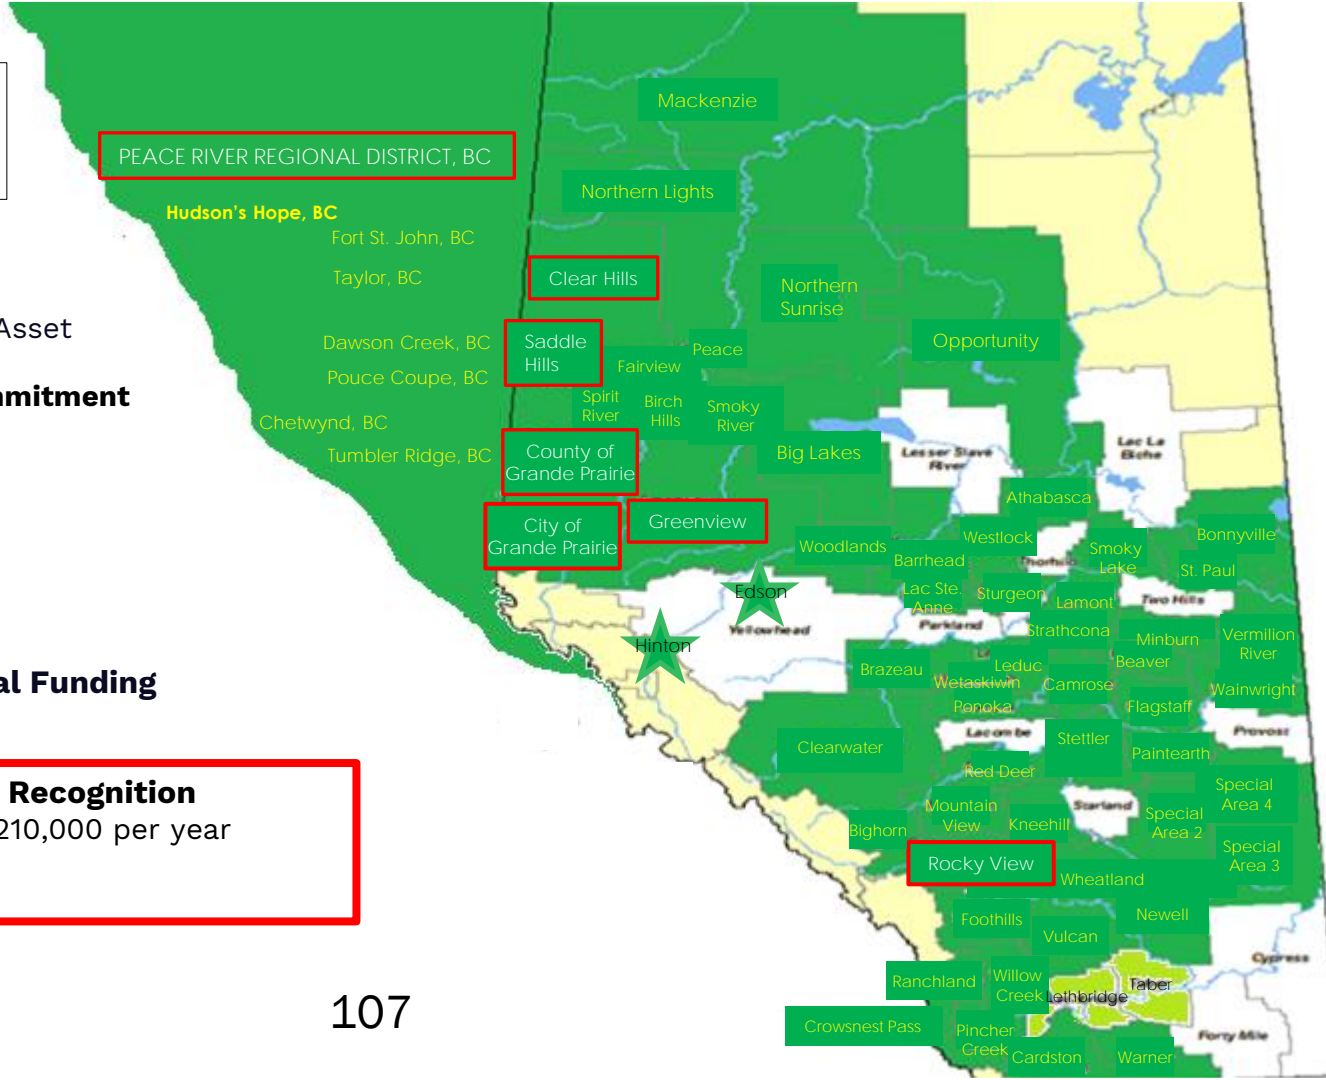 Mackenzie
PEACE RIVER REGIONAL DISTRICT, BC
Northern Lights
Hudson's Hope, BC
Fort St. John, BC
Taylor, BC
Clear Hills
Northern
Sunrise
Asset
Dawson Creek, BC
Saddle
Hills
Peace
Opportunity
Fairview
Pouce Coupe, BC
mmitment
Spirit
River
Birch
Hills
Smoky
River
Chetwynd, BC
Tumbler Ridge, BC
County of
Grande Prairie
Big Lakes
Lesser Slave
River
Lac La
Biche
Athabasca
City of
Grande Prairie
Greenview
Woodlands
Westlock
Barrhead
Thorhild
Smoky
Lake
Bonnyville
St. Paul
Edson
Lac Ste.
Anne
Sturgeon
Lamont
Two Hills
Yellowhead
Parkland
Strathcona
Minburn
Vermilion
River
Hinton
Brazeau
Leduc
Beaver
Wetaskiwin
Camrose
Wainwright
al Funding
Ponoka
Flagstaff
Lacombe
Stettler
Provost
Clearwater
Paintearth
Red Deer
Recognition
210,000 per year
Special
Area 4
Mountain
View
Kneehill
Starland
Special
Area 2
Bighorn
Special
Area 3
Rocky View
Wheatland
Foothills
Newell
Vulcan
Cypress
Ranchland
Willow
Creek
Lethbridge
Taber
107
Crowsnest Pass
Pincher
Creek
Cardston
Warner
Forty Mile